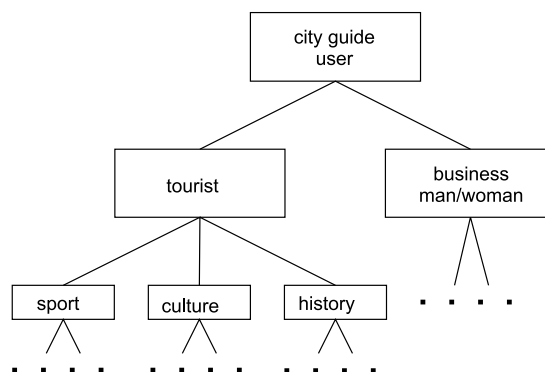 city guide
user
tourist
business
man/woman
sport
culture
history